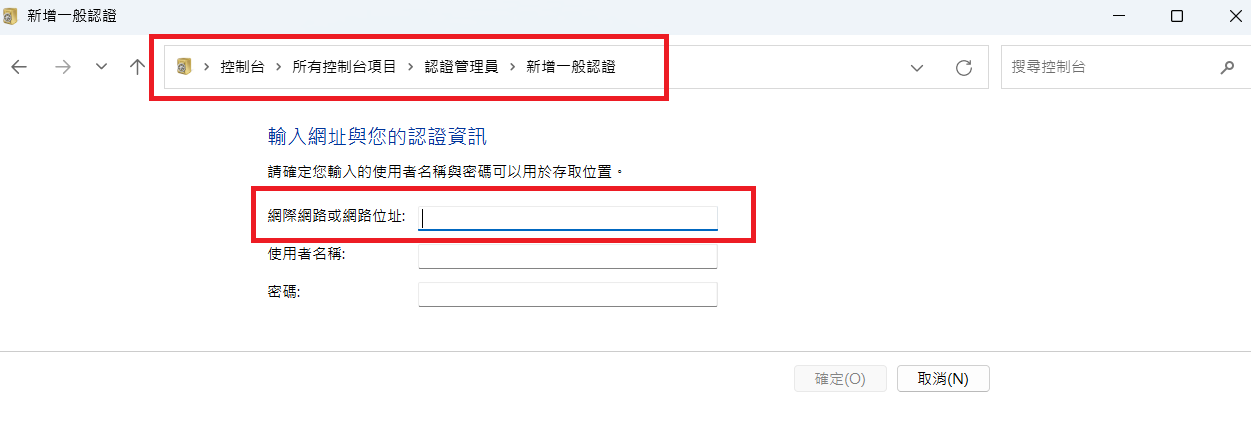 新增一般認證
控制台 > 所有控制台項目 > 認證管理員 > 新增一般認證
搜尋控制台
輸入網址與您的認證資訊
請確定您輸入的使用者名稱與密碼可以用於存取位置。
網際網路或網路位址:
使用者名稱:
密碼:
確定(O) 取消(N)